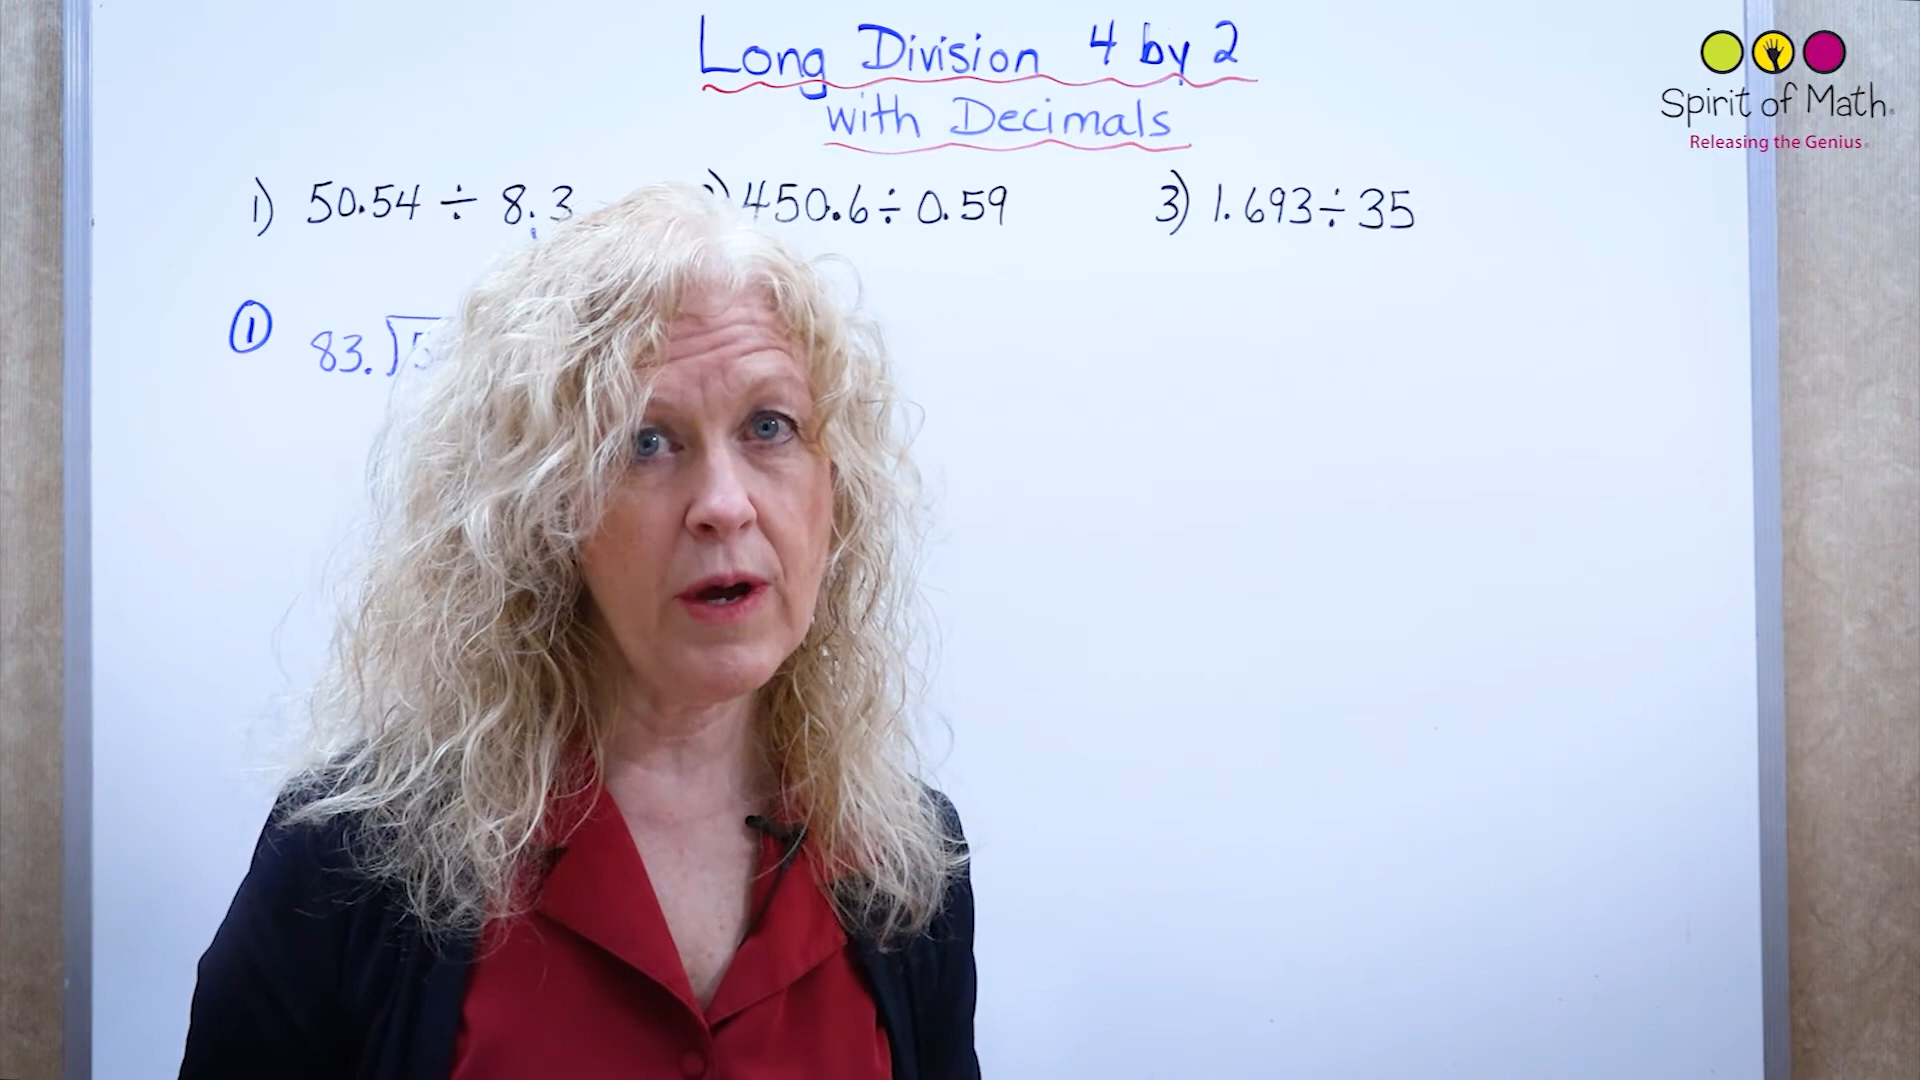 Long Division 4 by 2
with Decimals
Spirit of Math
Releasing the Genius
1) 50.54 ÷ 8.3
) 450.6 ÷ 0.59
3) 1.693 ÷ 35
① 83.)5